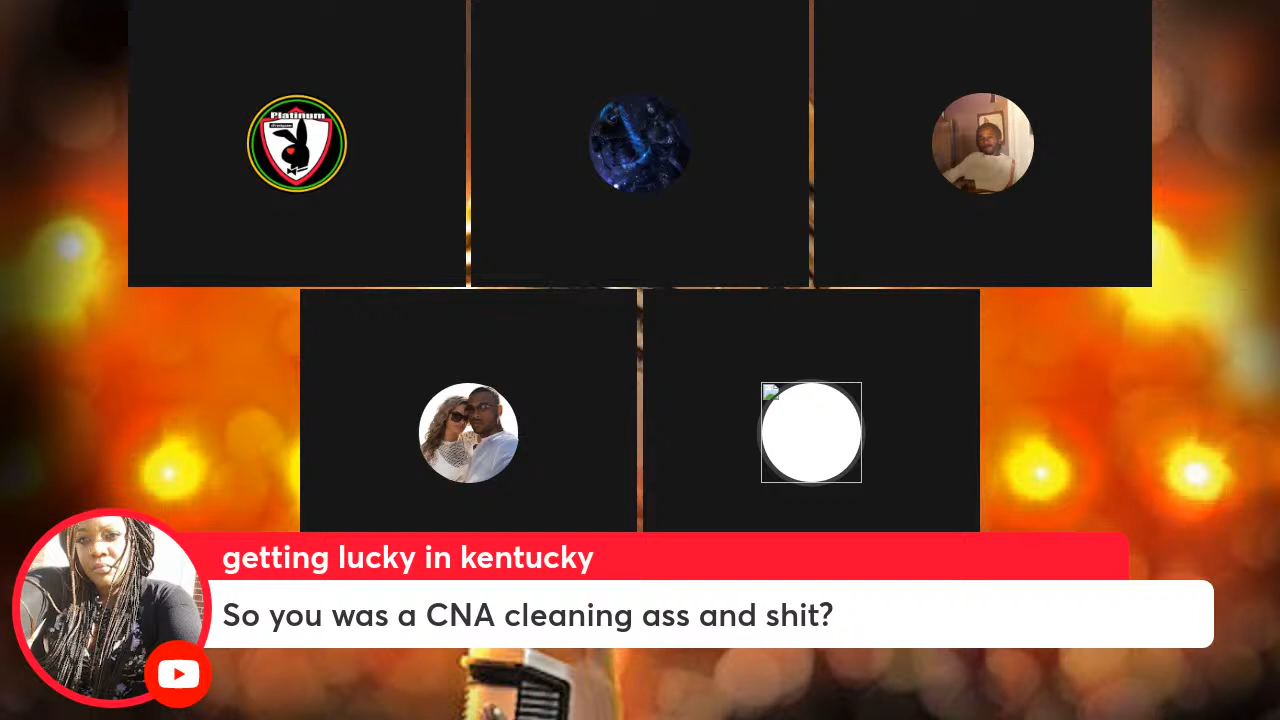 Platinum
getting lucky in kentucky
So you was a CNA cleaning ass and shit?